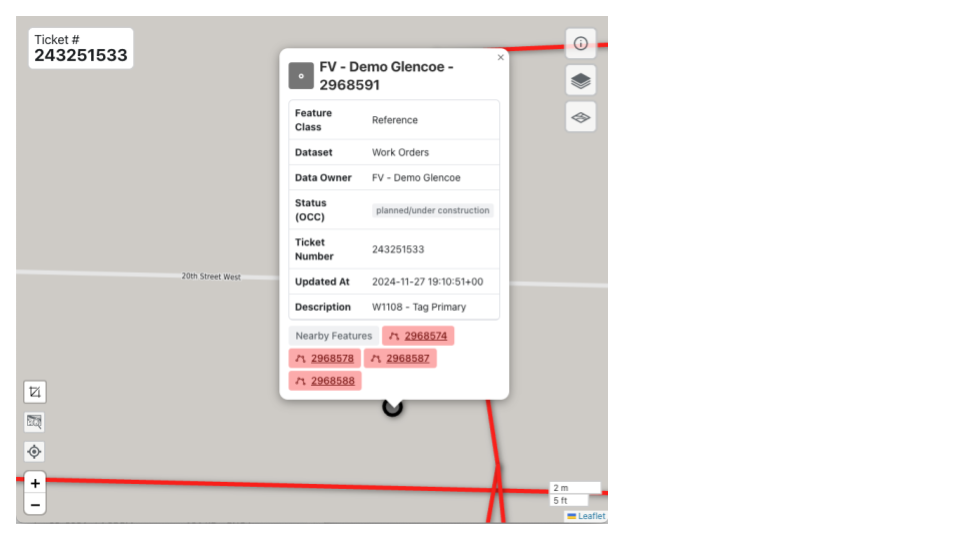 Ticket #
243251533
×
FV - Demo Glencoe -
2968591
Feature
Class
Reference
Dataset
Work Orders
Data Owner
FV - Demo Glencoe
Status
(OCC)
planned/under construction
Ticket
Number
243251533
Updated At
2024-11-27 19:10:51+00
Description
W1108 - Tag Primary
Nearby Features
2968574
2968578
2968587
2968588
20th Street West
+
−
2 m
5 ft
Leaflet